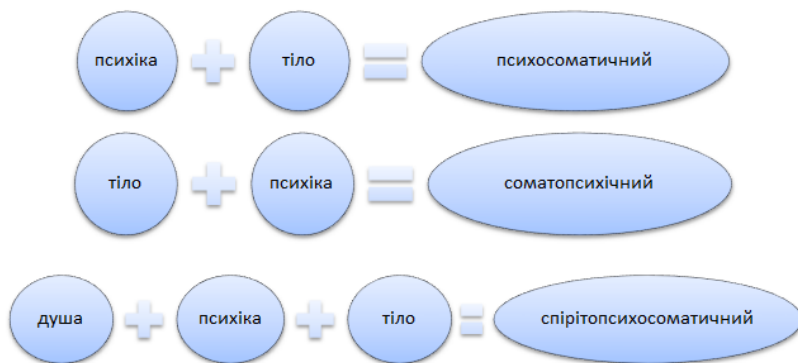 психіка + тіло = психосоматичний
тіло + психіка = соматопсихічний
душа + психіка + тіло = спірітопсихосоматичний